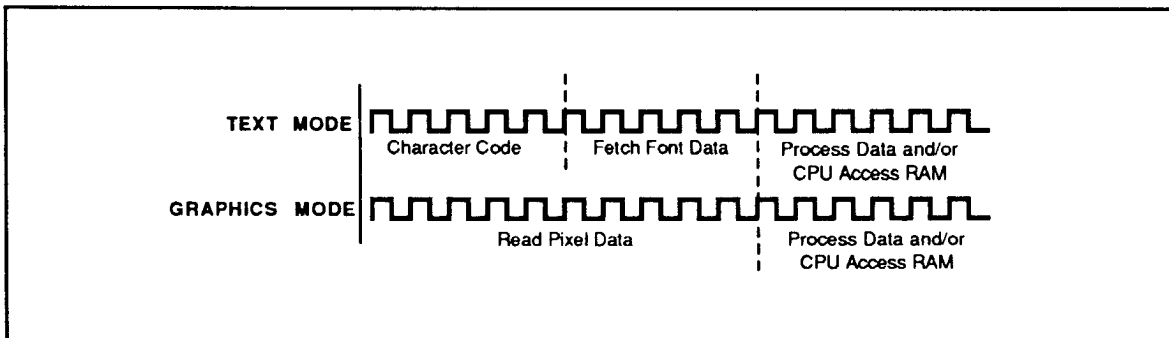 TEXT MODE
Character Code
Fetch Font Data
Process Data and/or
CPU Access RAM
GRAPHICS MODE
Read Pixel Data
Process Data and/or
CPU Access RAM